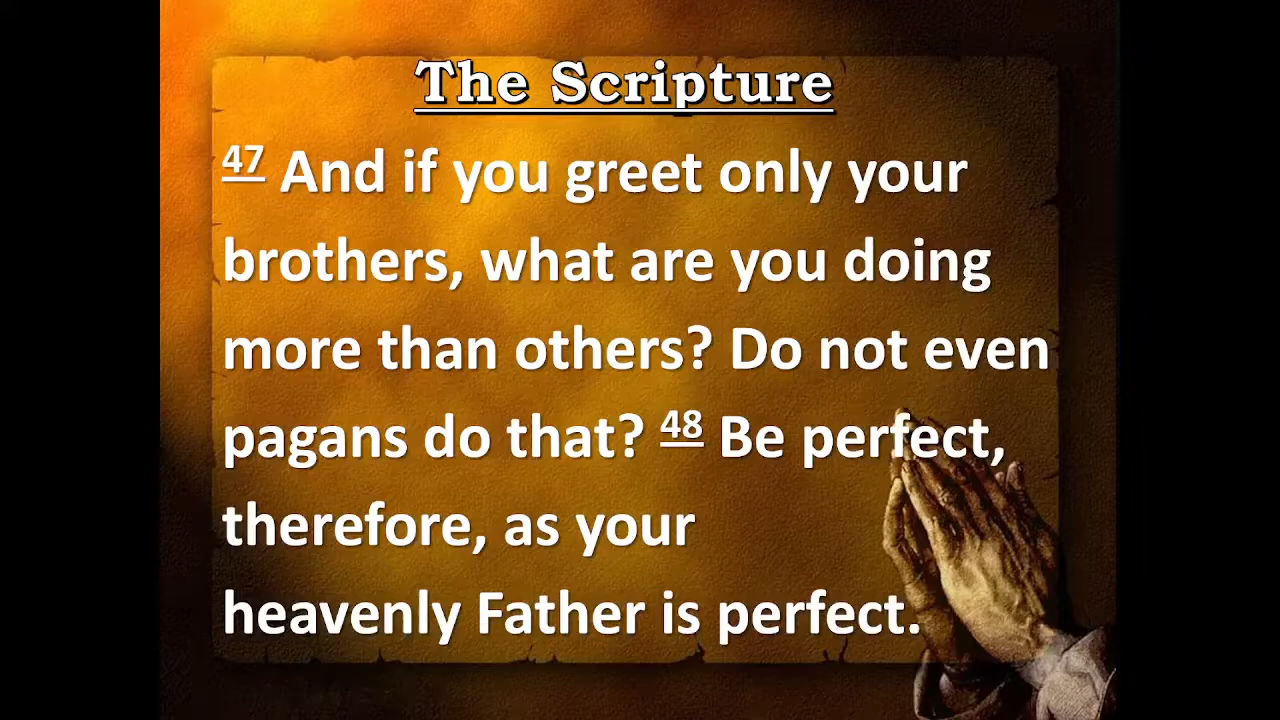 The Scripture
47 And if you greet only your
brothers, what are you doing
more than others? Do not even
pagans do that? 48 Be perfect,
therefore, as your
heavenly Father is perfect.